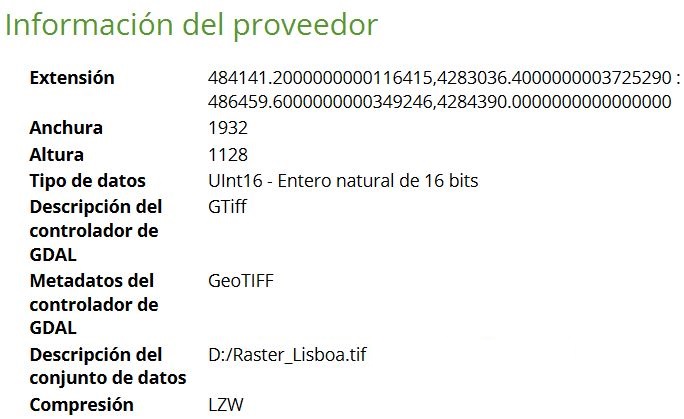 Información del proveedor
Extensión 484141.2000000000116415,4283036.4000000003725290 :
486459.6000000000349246,4284390.0000000000000000
Anchura 1932
Altura 1128
Tipo de datos UInt16 - Entero natural de 16 bits
Descripción del GTiff
controlador de
GDAL
Metadatos del GeoTIFF
controlador de
GDAL
Descripción del D:/Raster_Lisboa.tif
conjunto de datos
Compresión LZW